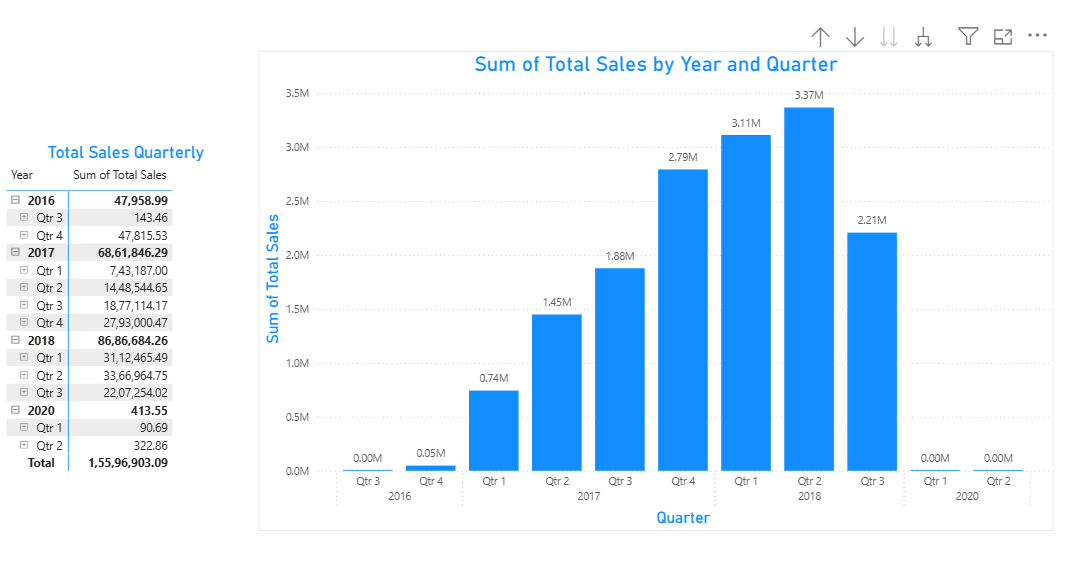 Total Sales Quarterly
Year Sum of Total Sales
2016 47,958.99
Qtr 3 143.46
Qtr 4 47,815.53
2017 68,61,846.29
Qtr 1 7,43,187.00
Qtr 2 14,48,544.65
Qtr 3 18,77,114.17
Qtr 4 27,93,000.47
2018 86,86,684.26
Qtr 1 31,12,465.49
Qtr 2 33,66,964.75
Qtr 3 22,07,254.02
2020 413.55
Qtr 1 90.69
Qtr 2 322.86
Total 1,55,96,903.09
Sum of Total Sales by Year and Quarter
Sum of Total Sales
3.5M
3.0M
2.5M
2.0M
1.5M
1.0M
0.5M
0.0M
0.00M 0.05M 0.74M 1.45M 1.88M 2.79M 3.11M 3.37M 2.21M 0.00M 0.00M
Qtr 3 Qtr 4 Qtr 1 Qtr 2 Qtr 3 Qtr 4 Qtr 1 Qtr 2 Qtr 3 Qtr 1 Qtr 2
2016 2017 2018 2020
Quarter